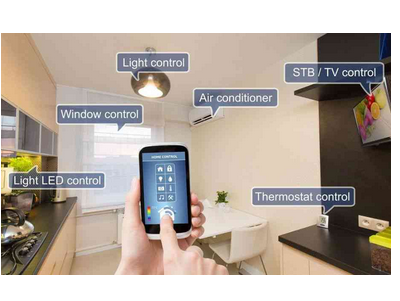 Light control
STB / TV control
Air conditioner
Window control
HOME CONTROL
Light LED control
Thermostat control